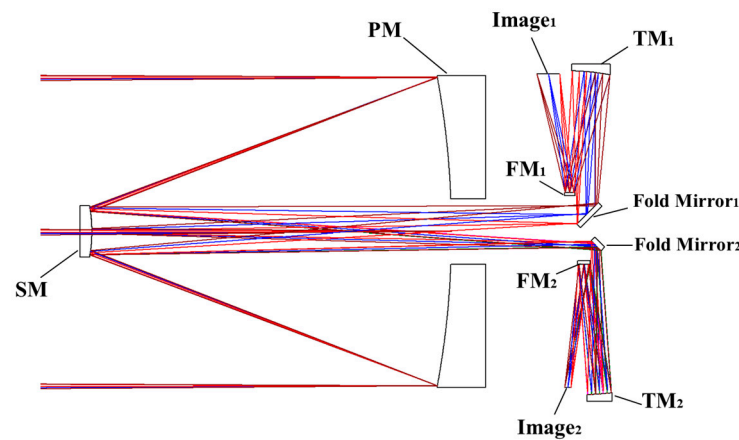 Image₁
PM
TM₁
FM₁
Fold Mirror₁
Fold Mirror₂
SM
FM₂
TM₂
Image₂